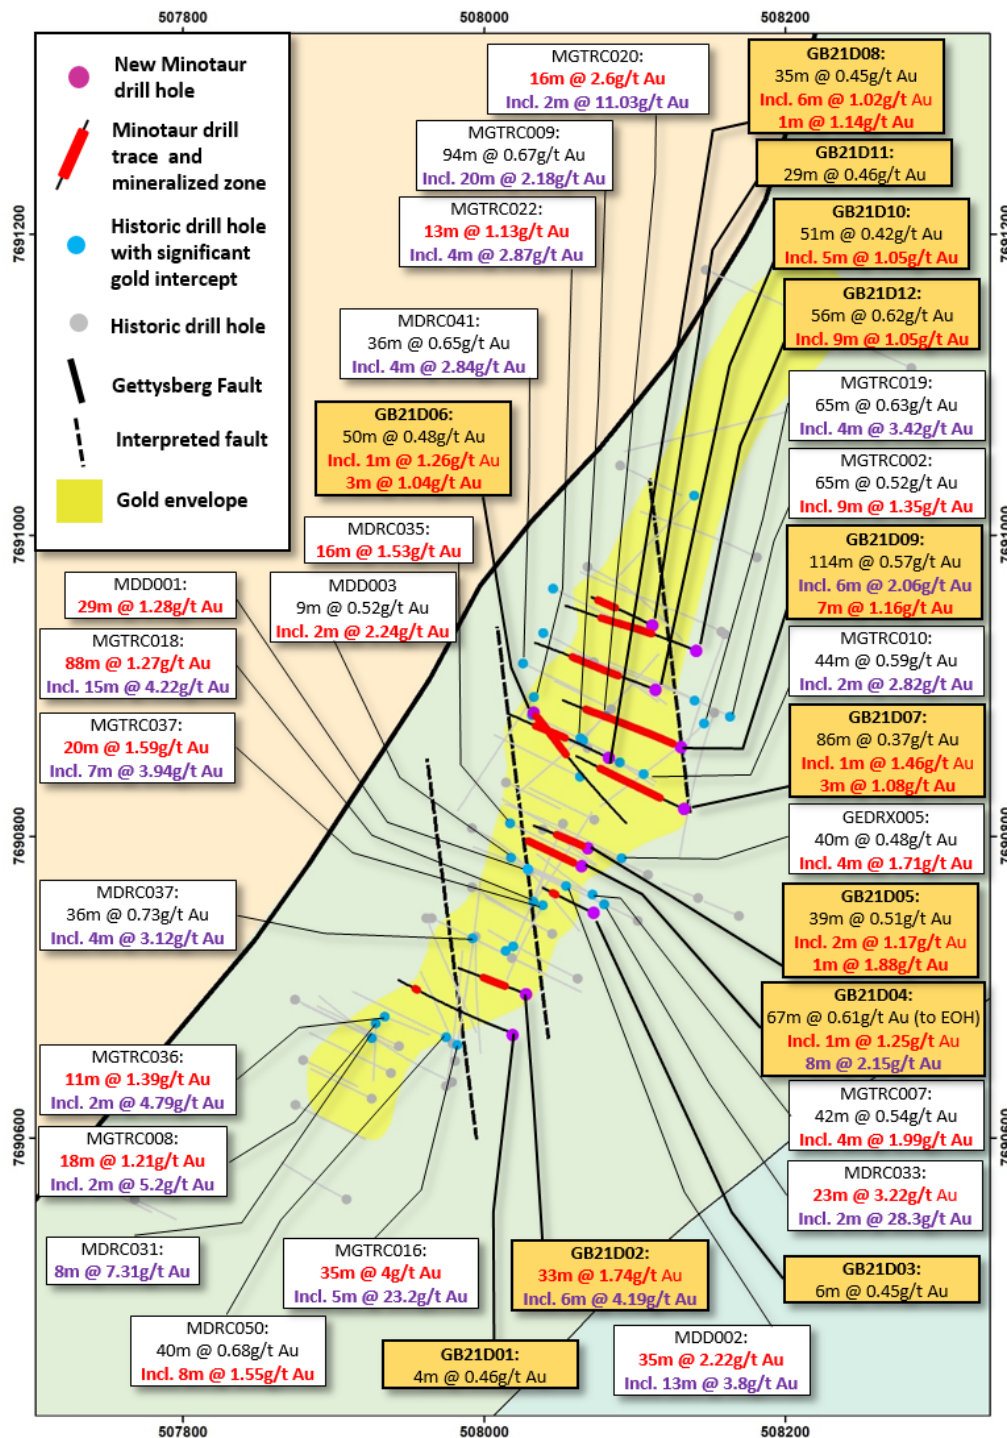 507800
508000
508200
New Minotaur
drill hole
Minotaur drill
trace and
mineralized zone
Historic drill hole
with significant
gold intercept
Historic drill hole
Gettysberg Fault
Interpreted fault
Gold envelope
7691200
7691000
7690800
7690600
7691200
7691000
7690800
7690600
MGTRC020:
16m @ 2.6g/t Au
Incl. 2m @ 11.03g/t Au
MGTRC009:
94m @ 0.67g/t Au
Incl. 20m @ 2.18g/t Au
MGTRC022:
13m @ 1.13g/t Au
Incl. 4m @ 2.87g/t Au
MDRC041:
36m @ 0.65g/t Au
Incl. 4m @ 2.84g/t Au
GB21D06:
50m @ 0.48g/t Au
Incl. 1m @ 1.26g/t Au
3m @ 1.04g/t Au
MDRC035:
16m @ 1.53g/t Au
MDD003
9m @ 0.52g/t Au
Incl. 2m @ 2.24g/t Au
MDD001:
29m @ 1.28g/t Au
MGTRC018:
88m @ 1.27g/t Au
Incl. 15m @ 4.22g/t Au
MGTRC037:
20m @ 1.59g/t Au
Incl. 7m @ 3.94g/t Au
MDRC037:
36m @ 0.73g/t Au
Incl. 4m @ 3.12g/t Au
MGTRC036:
11m @ 1.39g/t Au
Incl. 2m @ 4.79g/t Au
MGTRC008:
18m @ 1.21g/t Au
Incl. 2m @ 5.2g/t Au
MDRC031:
8m @ 7.31g/t Au
MDRC050:
40m @ 0.68g/t Au
Incl. 8m @ 1.55g/t Au
MGTRC016:
35m @ 4g/t Au
Incl. 5m @ 23.2g/t Au
GB21D01:
4m @ 0.46g/t Au
GB21D02:
33m @ 1.74g/t Au
Incl. 6m @ 4.19g/t Au
MDD002:
35m @ 2.22g/t Au
Incl. 13m @ 3.8g/t Au
GB21D08:
35m @ 0.45g/t Au
Incl. 6m @ 1.02g/t Au
1m @ 1.14g/t Au
GB21D11:
29m @ 0.46g/t Au
GB21D10:
51m @ 0.42g/t Au
Incl. 5m @ 1.05g/t Au
GB21D12:
56m @ 0.62g/t Au
Incl. 9m @ 1.05g/t Au
MGTRC019:
65m @ 0.63g/t Au
Incl. 4m @ 3.42g/t Au
MGTRC002:
65m @ 0.52g/t Au
Incl. 9m @ 1.35g/t Au
GB21D09:
114m @ 0.57g/t Au
Incl. 6m @ 2.06g/t Au
7m @ 1.16g/t Au
MGTRC010:
44m @ 0.59g/t Au
Incl. 2m @ 2.82g/t Au
GB21D07:
86m @ 0.37g/t Au
Incl. 1m @ 1.46g/t Au
3m @ 1.08g/t Au
GEDRX005:
40m @ 0.48g/t Au
Incl. 4m @ 1.71g/t Au
GB21D05:
39m @ 0.51g/t Au
Incl. 2m @ 1.17g/t Au
1m @ 1.88g/t Au
GB21D04:
67m @ 0.61g/t Au (to EOH)
Incl. 1m @ 1.25g/t Au
8m @ 2.15g/t Au
MGTRC007:
42m @ 0.54g/t Au
Incl. 4m @ 1.99g/t Au
MDRC033:
23m @ 3.22g/t Au
Incl. 2m @ 28.3g/t Au
GB21D03:
6m @ 0.45g/t Au
507800
508000
508200